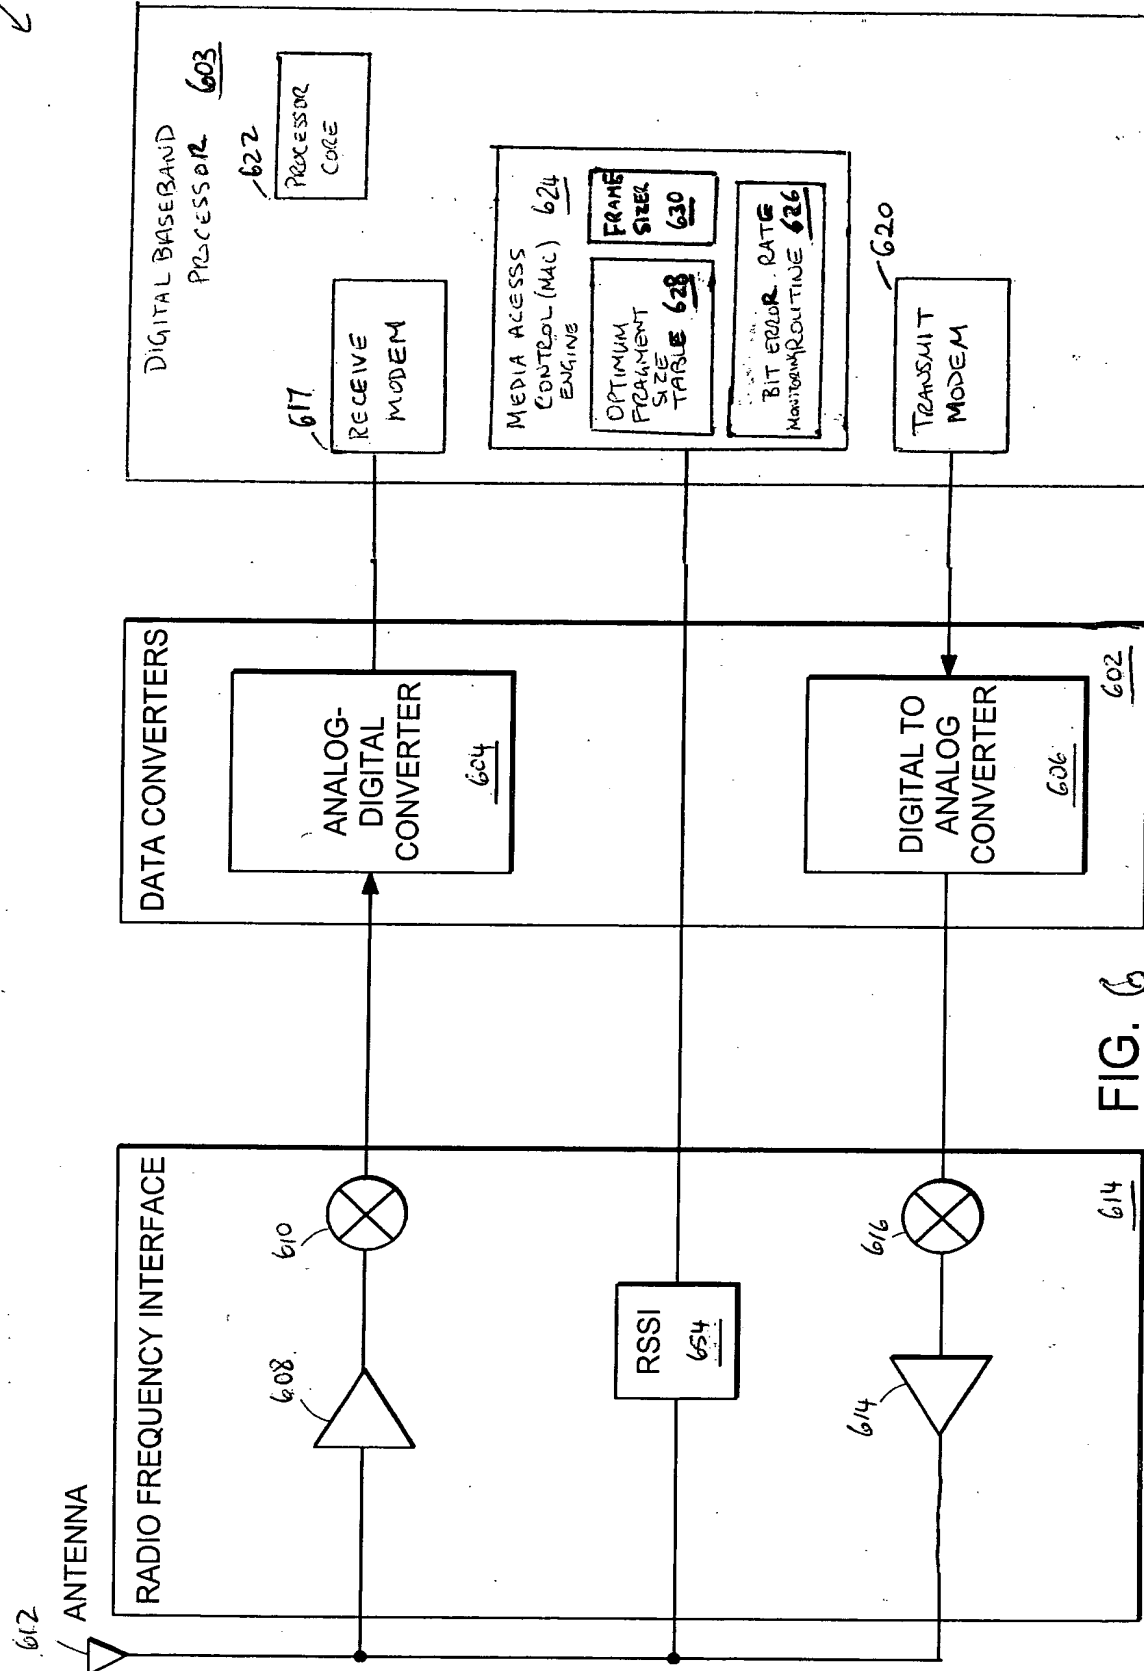 612
ANTENNA
RADIO FREQUENCY INTERFACE
608
610
RSSI
654
614
616
614
DATA CONVERTERS
ANALOG-
DIGITAL
CONVERTER
604
DIGITAL TO
ANALOG
CONVERTER
606
602
DIGITAL BASEBAND
PROCESSOR 603
622
PROCESSOR
CORE
617
RECEIVE
MODEM
MEDIA ACESSS
CONTROL (MAC) 624
ENGINE
OPTIMUM
FRAGMENT
SIZE
TABLE 628
FRAME
SIZER
630
BIT ERROR RATE
MONITORING ROUTINE 626
620
TRANSMIT
MODEM
FIG. 6